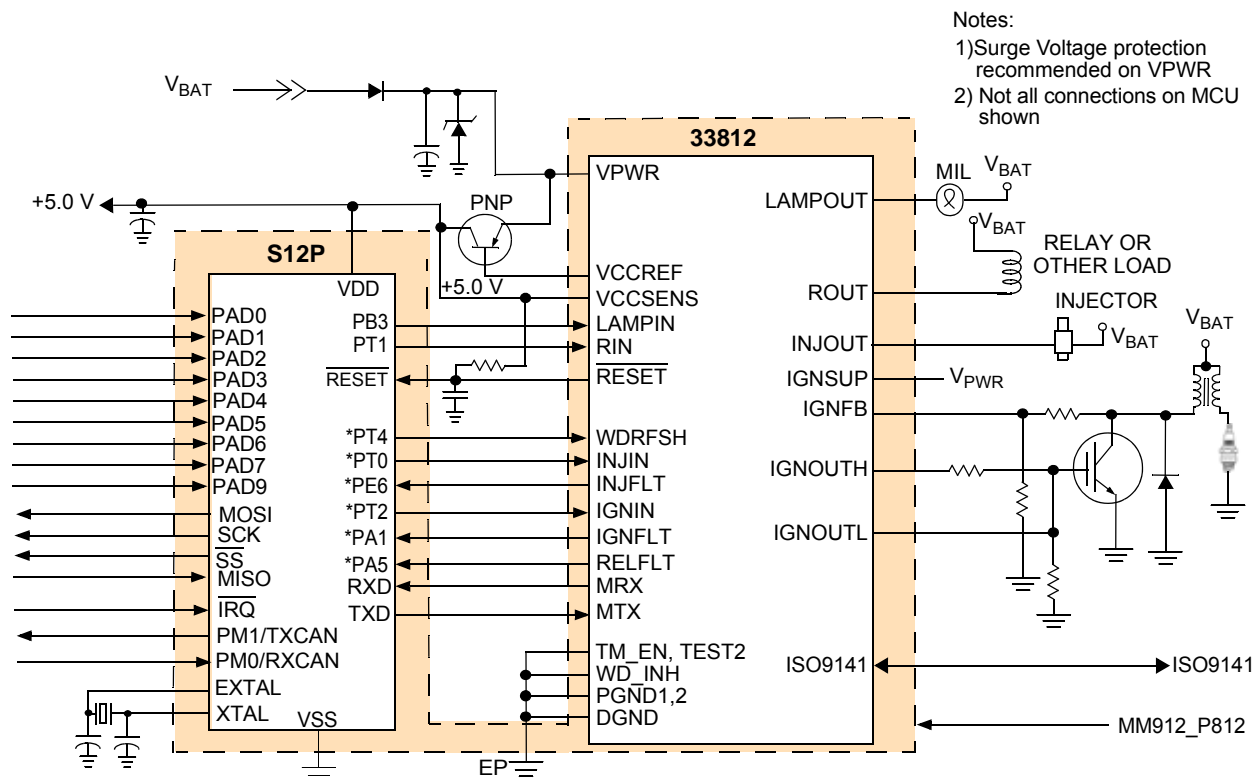 Notes:
1)Surge Voltage protection
recommended on VPWR
2) Not all connections on MCU
shown
VBAT
33812
VPWR
LAMPOUT
MIL
VBAT
+5.0 V
PNP
VBAT
RELAY OR
OTHER LOAD
S12P
VDD
VCCREF
+5.0 V
VCCSENS
ROUT
INJECTOR
VBAT
PAD0
PAD1
PAD2
PAD3
PAD4
PAD5
PAD6
PAD7
PAD9
MOSI
SCK
SS
MISO
IRQ
PM1/TXCAN
PM0/RXCAN
EXTAL
XTAL
VSS
PB3
PT1
RESET
*PT4
*PT0
*PE6
*PT2
*PA1
*PA5
RXD
TXD
LAMPIN
RIN
RESET
WDRFSH
INJIN
INJFLT
IGNIN
IGNFLT
RELFLT
MRX
MTX
TM_EN, TEST2
WD_INH
PGND1,2
DGND
EP
INJOUT
VBAT
IGNSUP
VPWR
IGNFB
IGNOUTH
IGNOUTL
ISO9141
ISO9141
MM912_P812